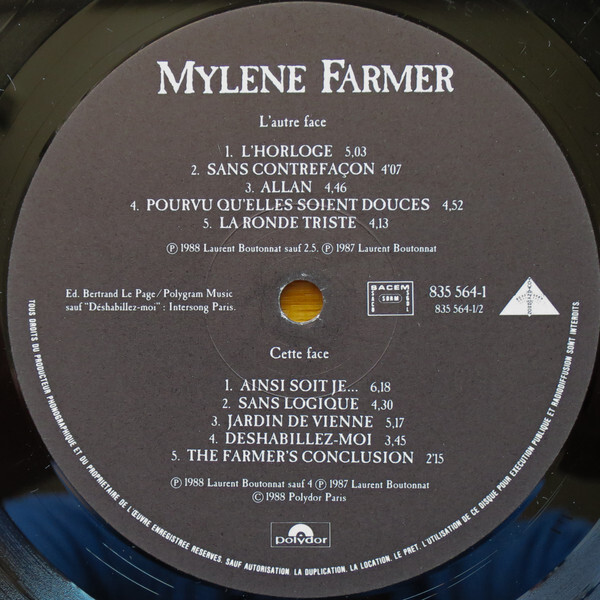 MYLENE FARMER
L'autre face
1. L'HORLOGE 5,03
2. SANS CONTREFAÇON 4'07
3. ALLAN 4,46
4. POURVU QU'ELLES SOIENT DOUCES 4,52
5. LA RONDE TRISTE 4,13
Ⓟ 1988 Laurent Boutonnat sauf 2.5. Ⓟ 1987 Laurent Boutonnat
Ed. Bertrand Le Page/Polygram Music
sauf "Déshabillez-moi" : Intersong Paris.
BACEM
SDRM
835 564-1
835 564-1/2
Cette face
1. AINSI SOIT JE... 6,18
2. SANS LOGIQUE 4,30
3. JARDIN DE VIENNE 5,17
4. DESHABILLEZ-MOI 3,45
5. THE FARMER'S CONCLUSION 2'15
Ⓟ 1988 Laurent Boutonnat sauf 4 Ⓟ 1987 Laurent Boutonnat
© 1988 Polydor Paris
polydor
TOUS DROITS DU PRODUCTEUR PHONOGRAPHIQUE ET DU PROPRIETAIRE DE L'ŒUVRE ENREGISTREE RESERVES. SAUF AUTORISATION. LA DUPLICATION. LA LOCATION. LE PRET. L'UTILISATION DE CE DISQUE POUR EXECUTION PUBLIQUE ET RADIODIFFUSION SONT INTERDITS